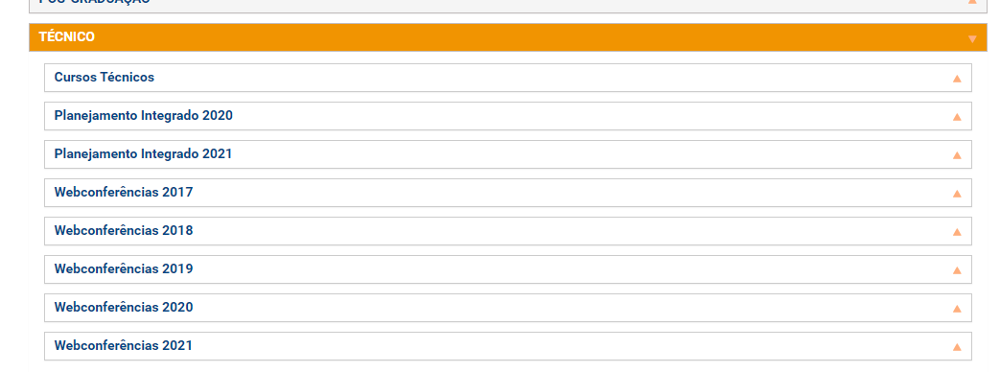 PÓS-GRADUAÇÃO
TÉCNICO
Cursos Técnicos
Planejamento Integrado 2020
Planejamento Integrado 2021
Webconferências 2017
Webconferências 2018
Webconferências 2019
Webconferências 2020
Webconferências 2021